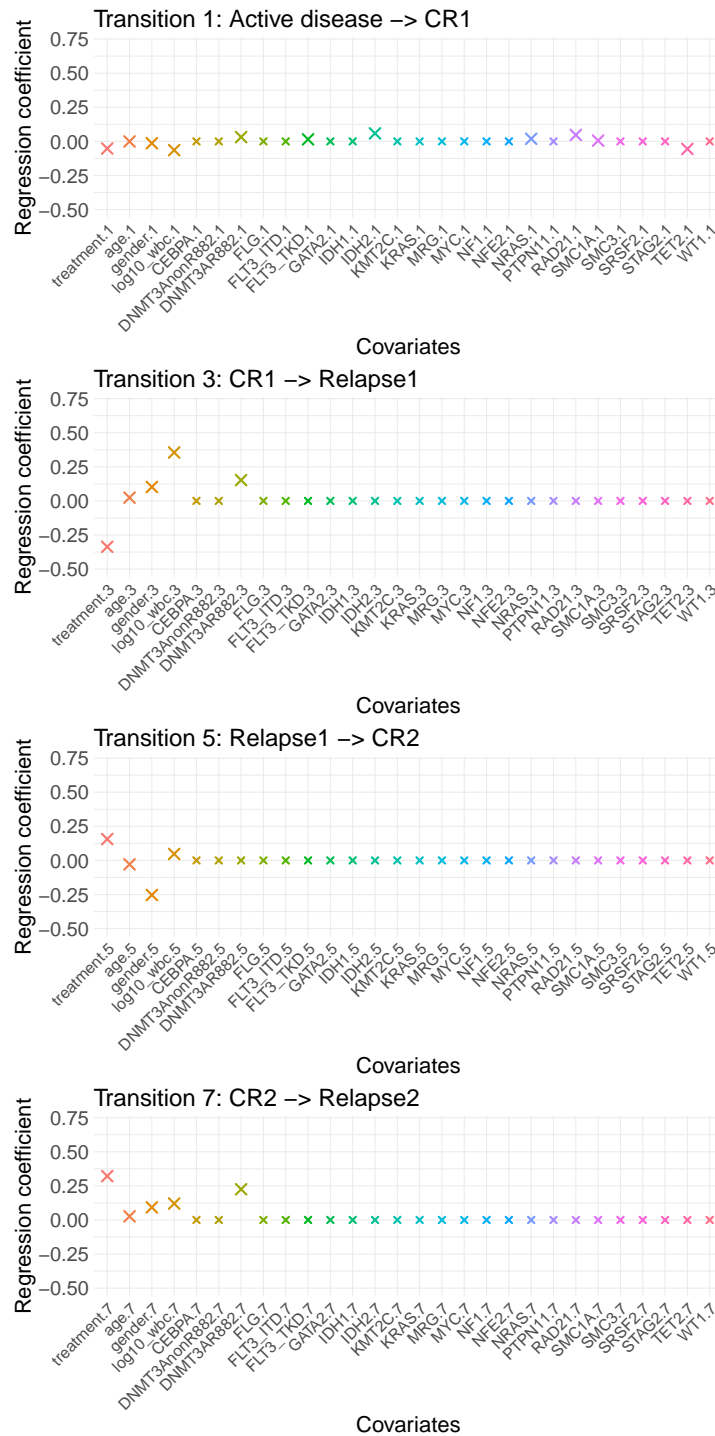 Transition 1: Active disease −> CR1
Regression coefficient
0.75
0.50
0.25
0.00
−0.25
−0.50
treatment.1
age.1
gender.1
log10_wbc.1
CEBPA.1
DNMT3AnonR882.1
DNMT3AR882.1
FLG.1
FLT3_ITD.1
FLT3_TKD.1
GATA2.1
IDH1.1
IDH2.1
KMT2C.1
KRAS.1
MRG.1
MYC.1
NF1.1
NFE2.1
NRAS.1
PTPN11.1
RAD21.1
SMC1A.1
SMC3.1
SRSF2.1
STAG2.1
TET2.1
WT1.1
Covariates
Transition 3: CR1 −> Relapse1
Regression coefficient
0.75
0.50
0.25
0.00
−0.25
−0.50
treatment.3
age.3
gender.3
log10_wbc.3
CEBPA.3
DNMT3AnonR882.3
DNMT3AR882.3
FLG.3
FLT3_ITD.3
FLT3_TKD.3
GATA2.3
IDH1.3
IDH2.3
KMT2C.3
KRAS.3
MRG.3
MYC.3
NF1.3
NFE2.3
NRAS.3
PTPN11.3
RAD21.3
SMC1A.3
SMC3.3
SRSF2.3
STAG2.3
TET2.3
WT1.3
Covariates
Transition 5: Relapse1 −> CR2
Regression coefficient
0.75
0.50
0.25
0.00
−0.25
−0.50
treatment.5
age.5
gender.5
log10_wbc.5
CEBPA.5
DNMT3AnonR882.5
DNMT3AR882.5
FLG.5
FLT3_ITD.5
FLT3_TKD.5
GATA2.5
IDH1.5
IDH2.5
KMT2C.5
KRAS.5
MRG.5
MYC.5
NF1.5
NFE2.5
NRAS.5
PTPN11.5
RAD21.5
SMC1A.5
SMC3.5
SRSF2.5
STAG2.5
TET2.5
WT1.5
Covariates
Transition 7: CR2 −> Relapse2
Regression coefficient
0.75
0.50
0.25
0.00
−0.25
−0.50
treatment.7
age.7
gender.7
log10_wbc.7
CEBPA.7
DNMT3AnonR882.7
DNMT3AR882.7
FLG.7
FLT3_ITD.7
FLT3_TKD.7
GATA2.7
IDH1.7
IDH2.7
KMT2C.7
KRAS.7
MRG.7
MYC.7
NF1.7
NFE2.7
NRAS.7
PTPN11.7
RAD21.7
SMC1A.7
SMC3.7
SRSF2.7
STAG2.7
TET2.7
WT1.7
Covariates